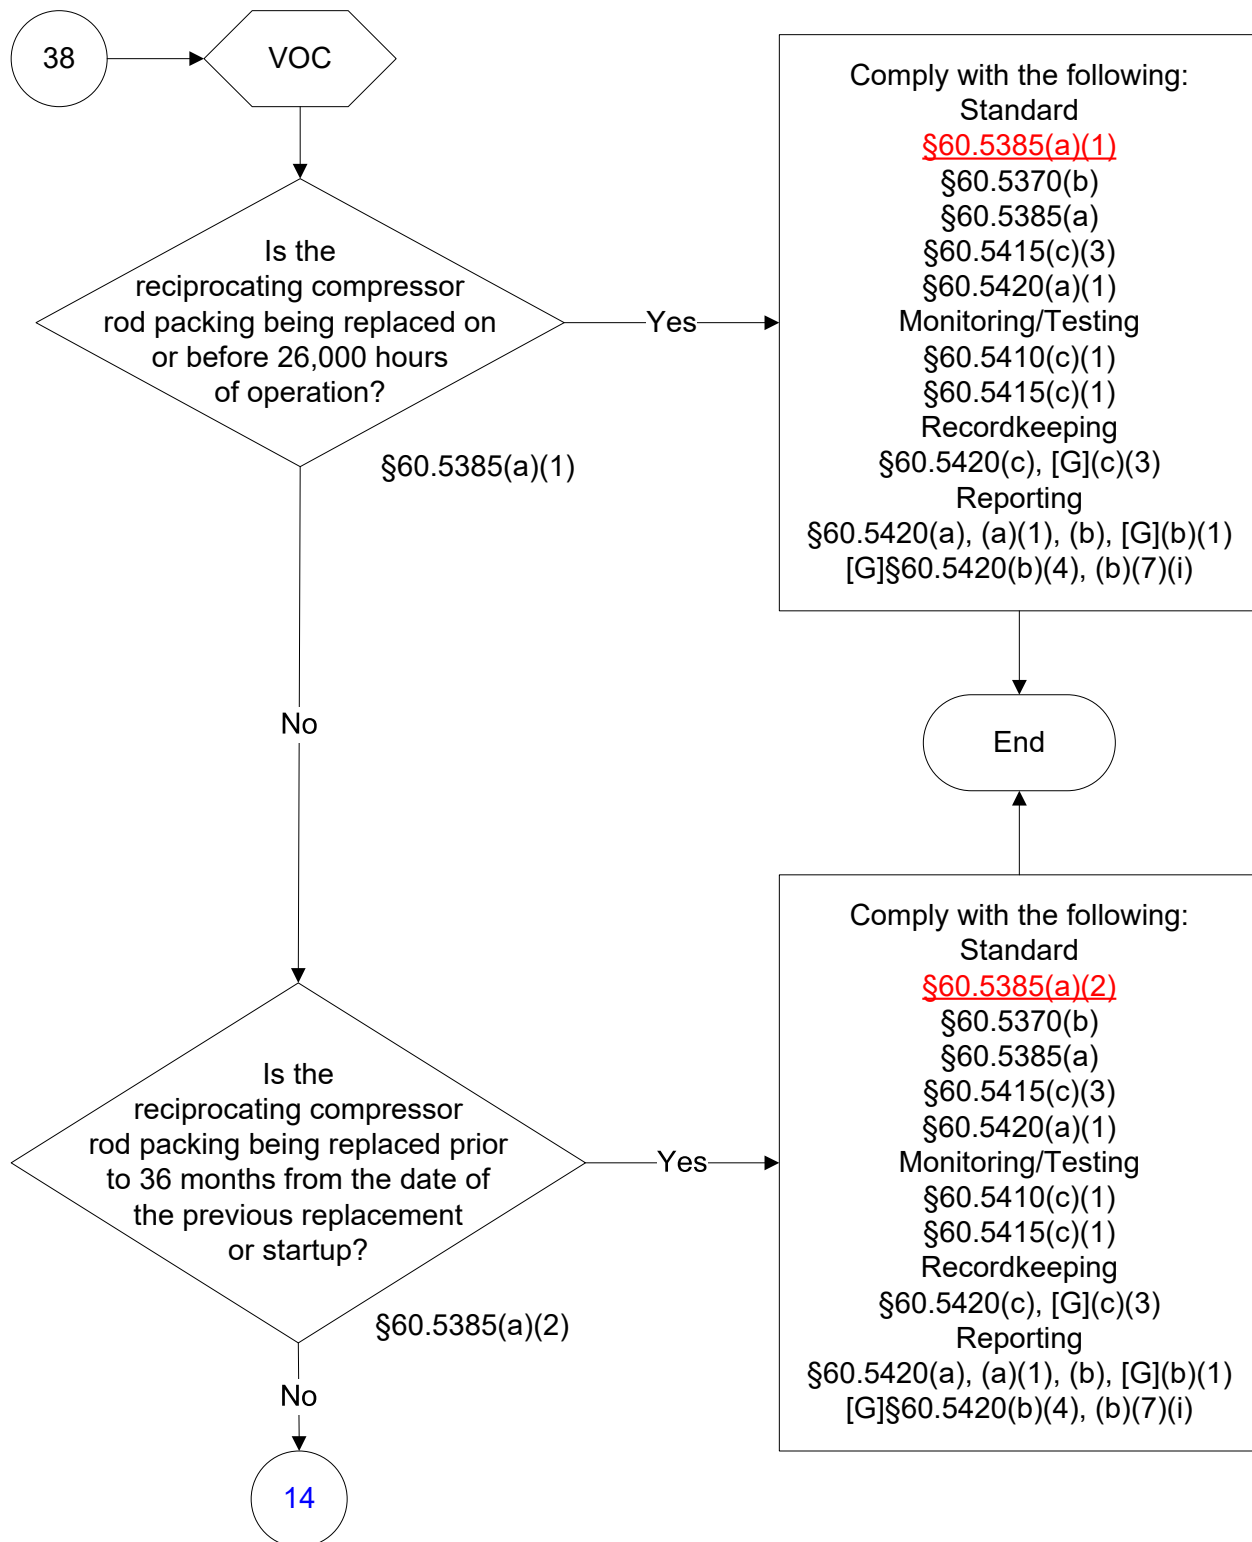 38
VOC
Is the
reciprocating compressor
rod packing being replaced on
or before 26,000 hours
of operation?
§60.5385(a)(1)
Yes
Comply with the following:
Standard
§60.5385(a)(1)
§60.5370(b)
§60.5385(a)
§60.5415(c)(3)
§60.5420(a)(1)
Monitoring/Testing
§60.5410(c)(1)
§60.5415(c)(1)
Recordkeeping
§60.5420(c), [G](c)(3)
Reporting
§60.5420(a), (a)(1), (b), [G](b)(1)
[G]§60.5420(b)(4), (b)(7)(i)
No
End
Is the
reciprocating compressor
rod packing being replaced prior
to 36 months from the date of
the previous replacement
or startup?
§60.5385(a)(2)
Yes
Comply with the following:
Standard
§60.5385(a)(2)
§60.5370(b)
§60.5385(a)
§60.5415(c)(3)
§60.5420(a)(1)
Monitoring/Testing
§60.5410(c)(1)
§60.5415(c)(1)
Recordkeeping
§60.5420(c), [G](c)(3)
Reporting
§60.5420(a), (a)(1), (b), [G](b)(1)
[G]§60.5420(b)(4), (b)(7)(i)
No
14